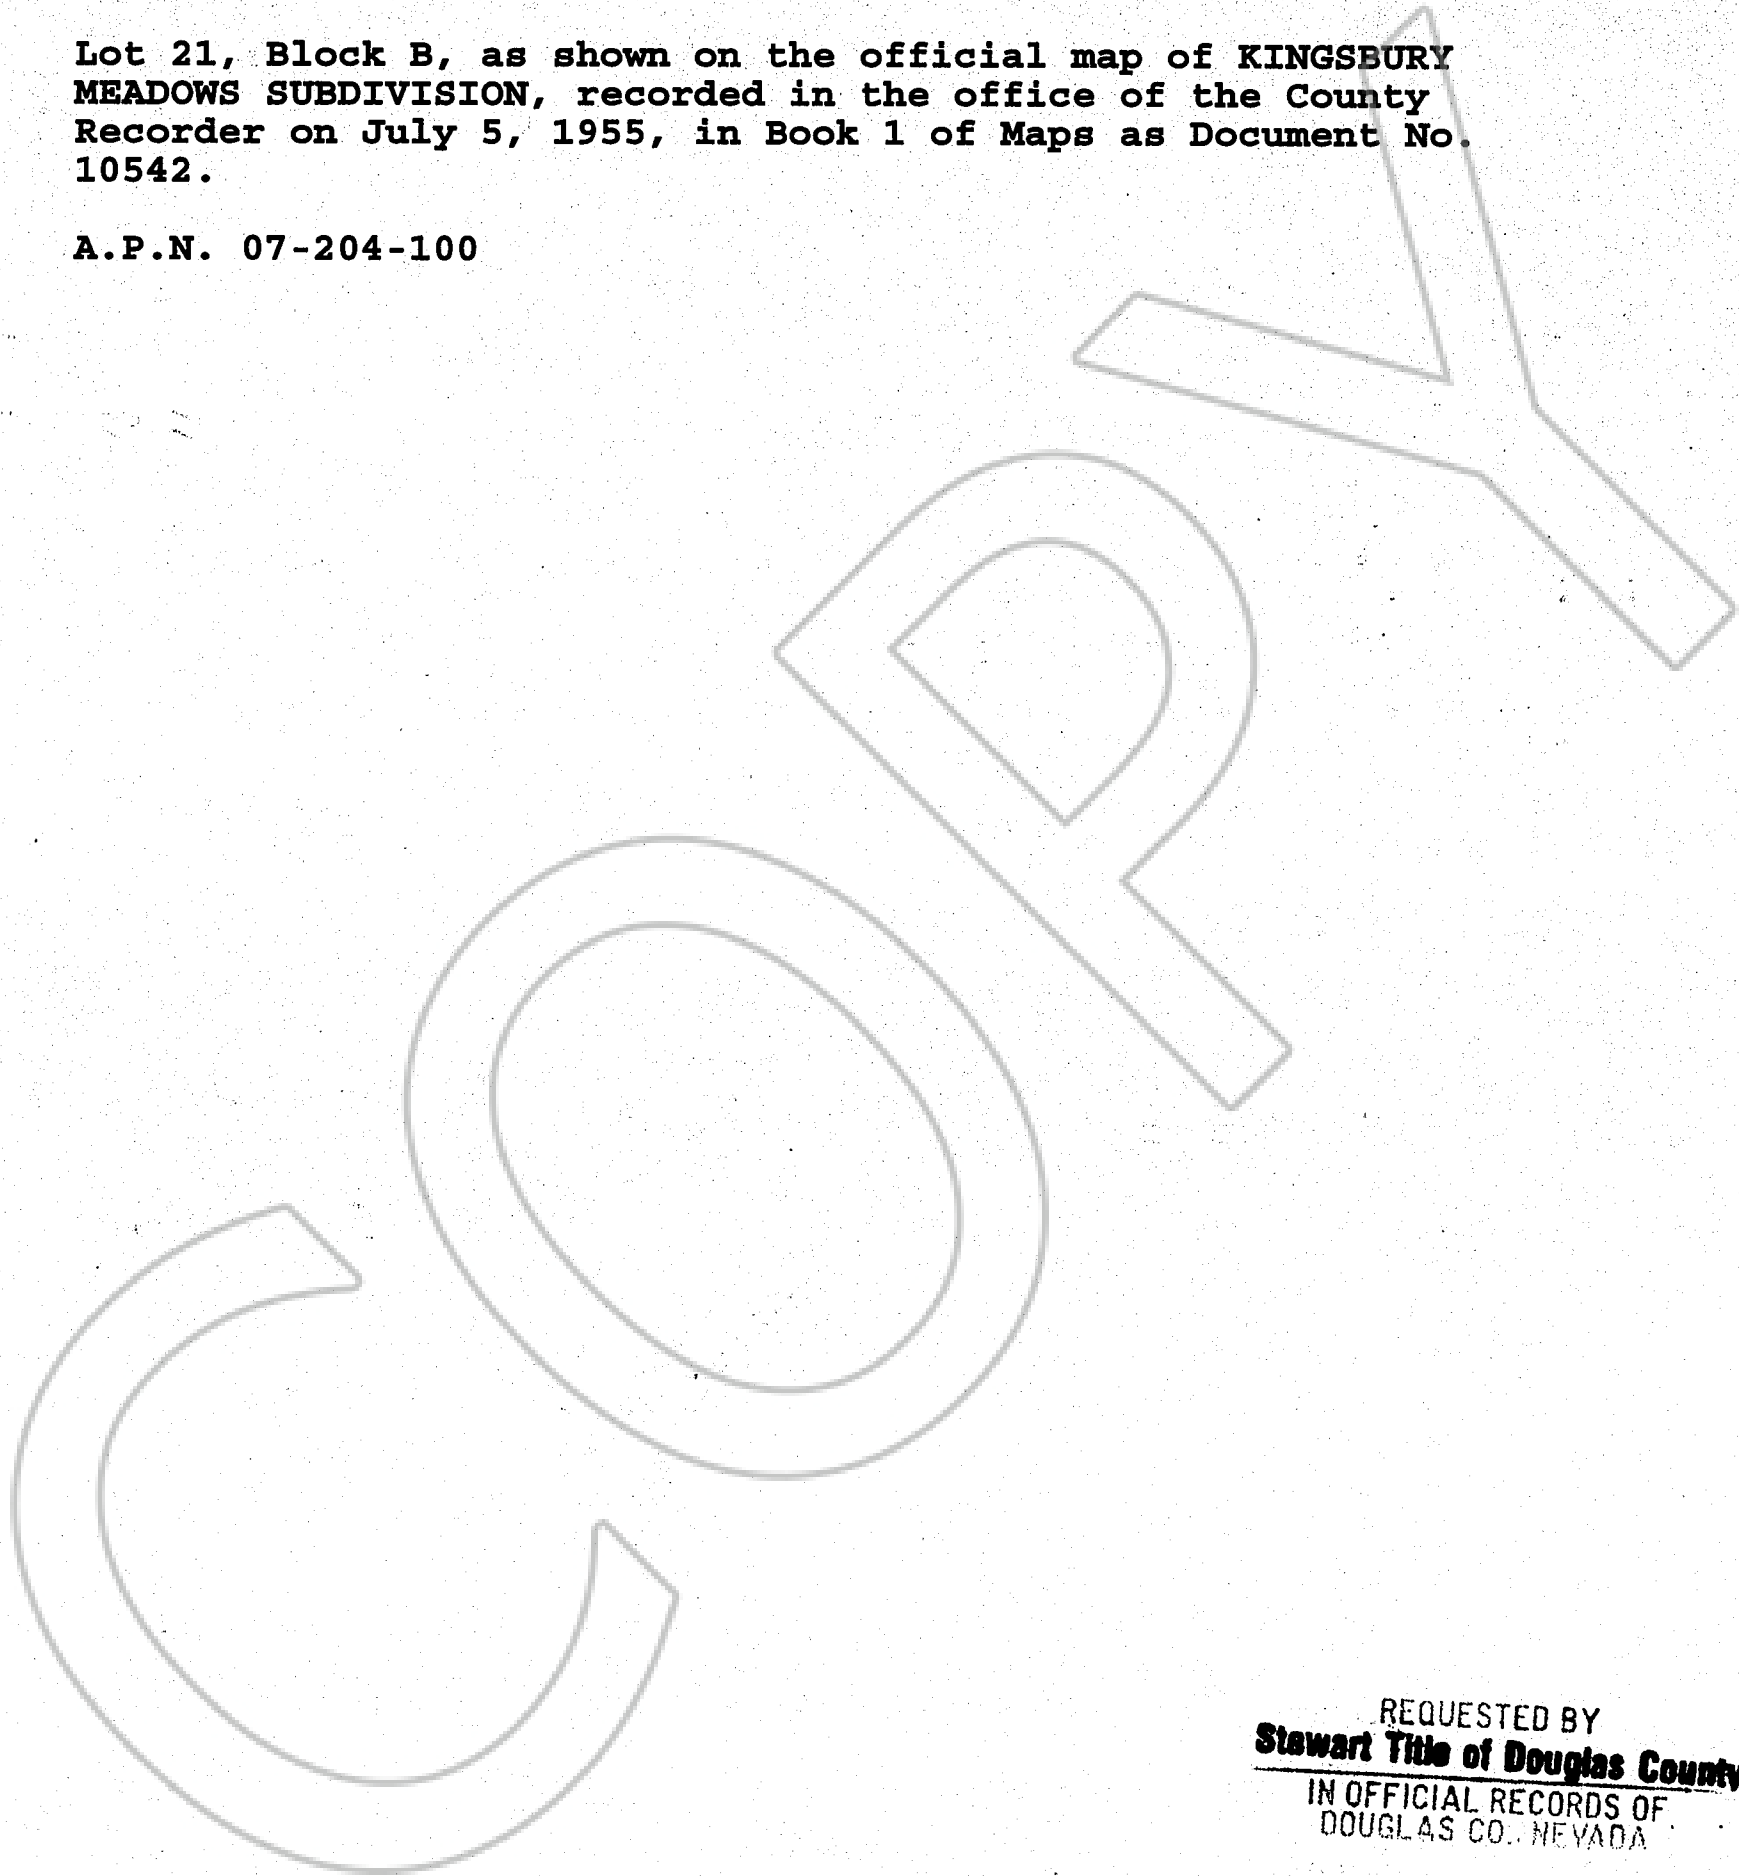 Lot 21, Block B, as shown on the official map of KINGSBURY
MEADOWS SUBDIVISION, recorded in the office of the County
Recorder on July 5, 1955, in Book 1 of Maps as Document No.
10542.
A.P.N. 07-204-100
COPY
REQUESTED BY
Stewart Title of Douglas County
IN OFFICIAL RECORDS OF
DOUGLAS CO., NEVADA